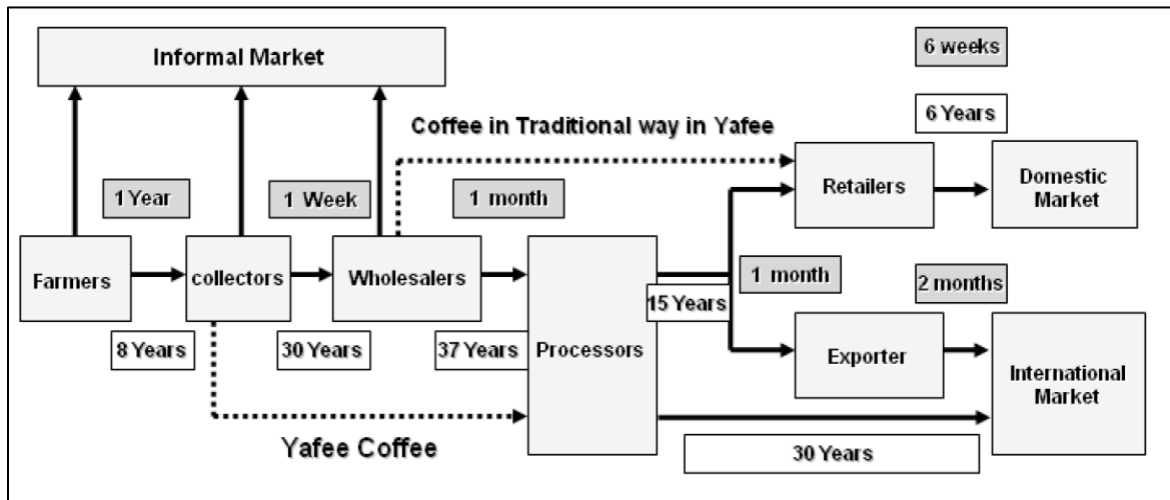 Informal Market
6 weeks
6 Years
Coffee in Traditional way in Yafee
Retailers
Domestic
Market
1 Year
1 Week
1 month
Farmers
collectors
Wholesalers
Processors
1 month
2 months
15 Years
8 Years
30 Years
37 Years
Exporter
International
Market
Yafee Coffee
30 Years